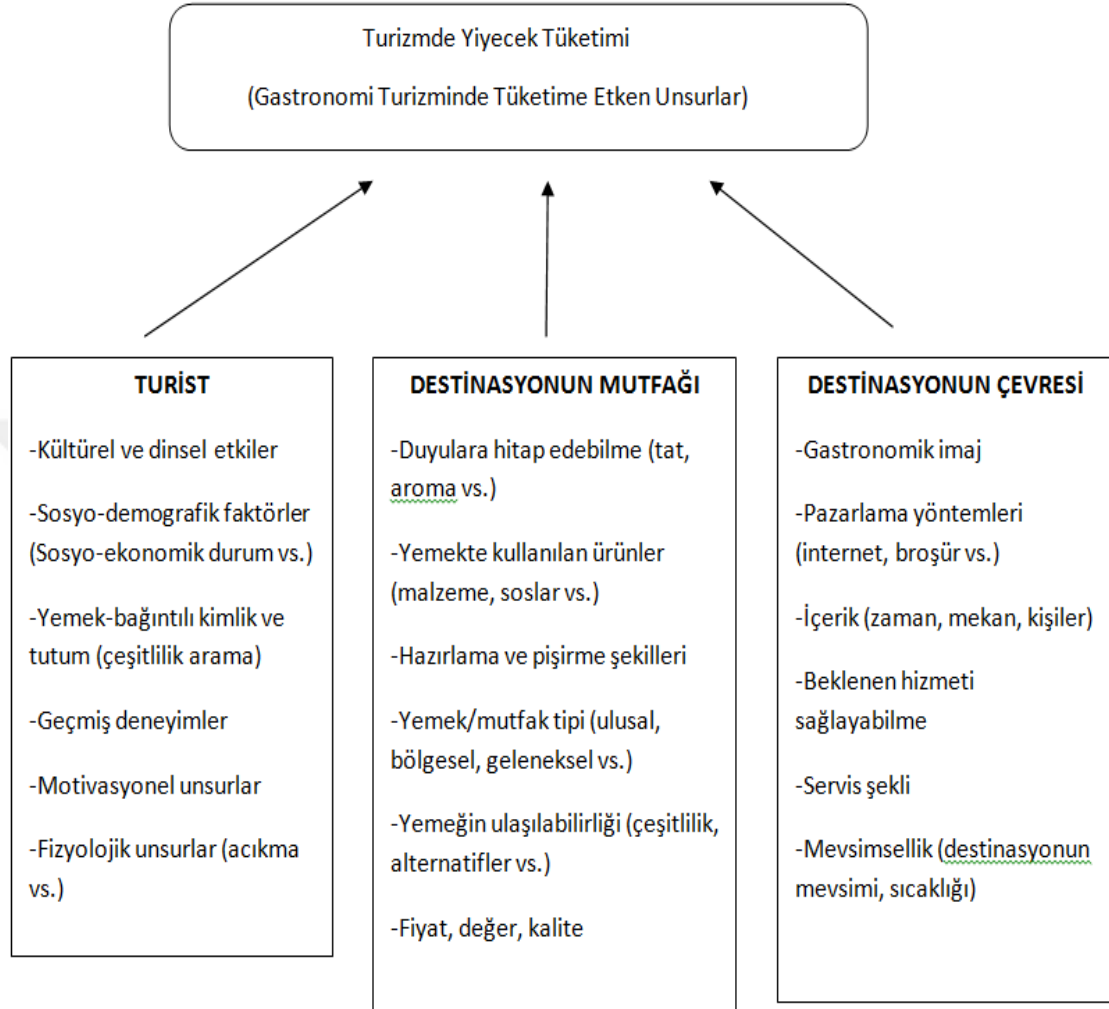 Turizmde Yiyecek Tüketimi
(Gastronomi Turizminde Tüketime Etken Unsurlar)
TURİST
-Kültürel ve dinsel etkiler
-Sosyo-demografik faktörler
(Sosyo-ekonomik durum vs.)
-Yemek-bağıntılı kimlik ve
tutum (çeşitlilik arama)
-Geçmiş deneyimler
-Motivasyonel unsurlar
-Fizyolojik unsurlar (acıkma
vs.)
DESTİNASYONUN MUTFAĞI
-Duyulara hitap edebilme (tat,
aroma vs.)
-Yemekte kullanılan ürünler
(malzeme, soslar vs.)
-Hazırlama ve pişirme şekilleri
-Yemek/mutfak tipi (ulusal,
bölgesel, geleneksel vs.)
-Yemeğin ulaşılabilirliği (çeşitlilik,
alternatifler vs.)
-Fiyat, değer, kalite
DESTİNASYONUN ÇEVRESİ
-Gastronomik imaj
-Pazarlama yöntemleri
(internet, broşür vs.)
-İçerik (zaman, mekan, kişiler)
-Beklenen hizmeti
sağlayabilme
-Servis şekli
-Mevsimsellik (destinasyonun
mevsimi, sıcaklığı)